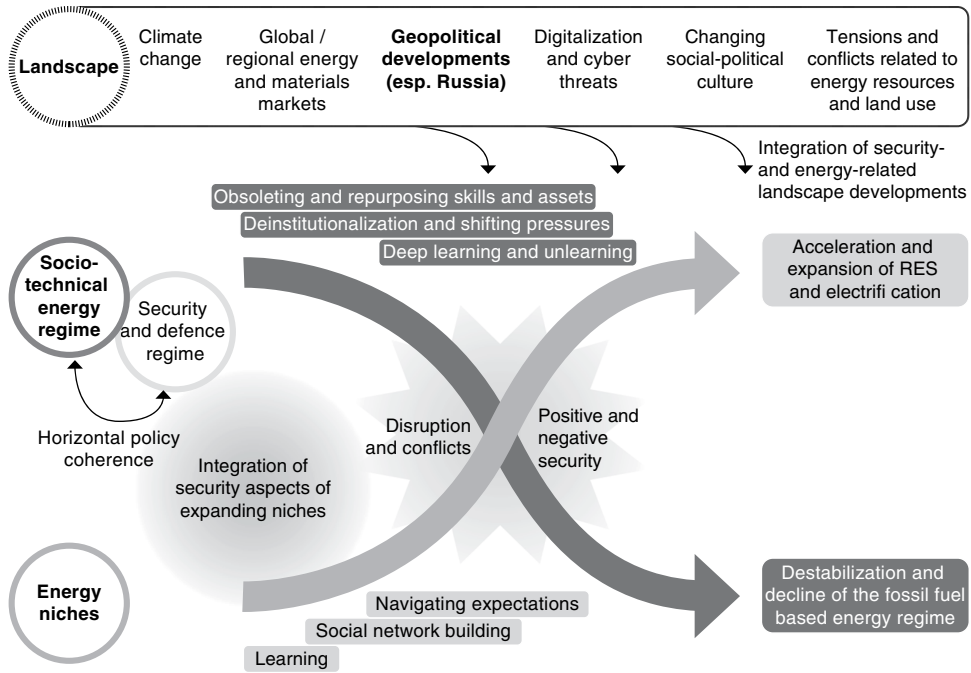 Landscape
Climate
change
Global /
regional energy
and materials
markets
Geopolitical
developments
(esp. Russia)
Digitalization
and cyber
threats
Changing
social-political
culture
Tensions and
conflicts related to
energy resources
and land use
Integration of security-
and energy-related
landscape developments
Obsoleting and repurposing skills and assets
Deinstitutionalization and shifting pressures
Deep learning and unlearning
Socio-
technical
energy
regime
Security
and defence
regime
Acceleration and
expansion of RES
and electrifi cation
Horizontal policy
coherence
Integration of
security aspects of
expanding niches
Disruption
and conflicts
Positive and
negative
security
Energy
niches
Navigating expectations
Social network building
Learning
Destabilization and
decline of the fossil fuel
based energy regime